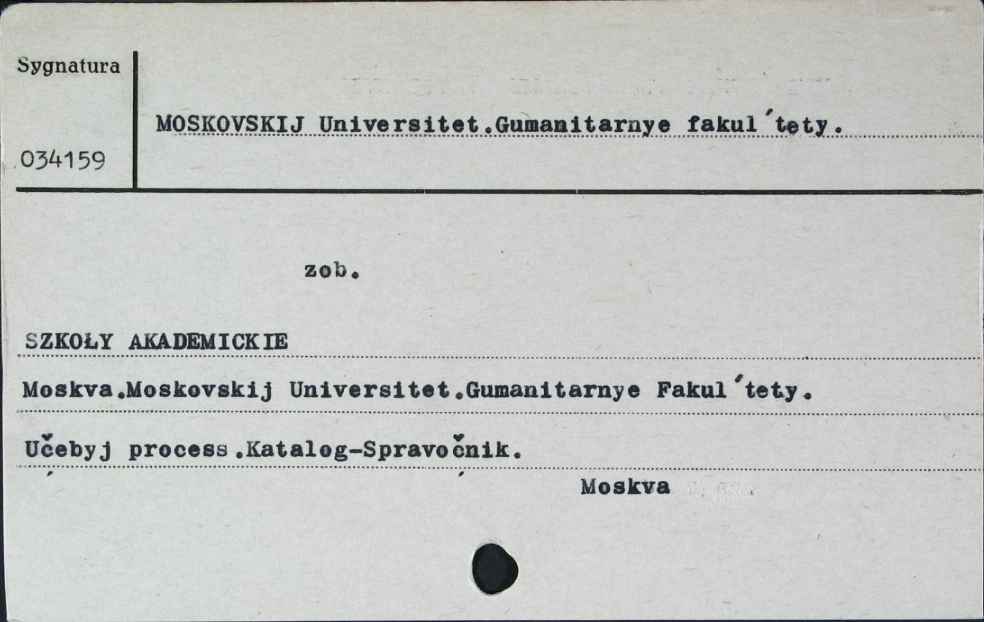 Sygnatura
MOSKOVSKIJ Universitet.Gumanitarnye fakul´tety.
034159
zob.
SZKOŁY AKADEMICKIE
Moskva.Moskovskij Universitet.Gumanitarnye Fakul´tety.
Učebyj process.Katalog-Spravočnik.
Moskva